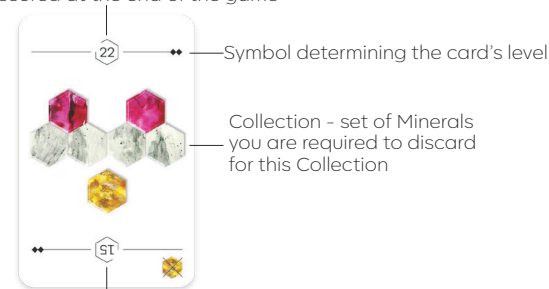 scored at the end of the game
22
Symbol determining the card's level
Collection - set of Minerals
you are required to discard
for this Collection
15